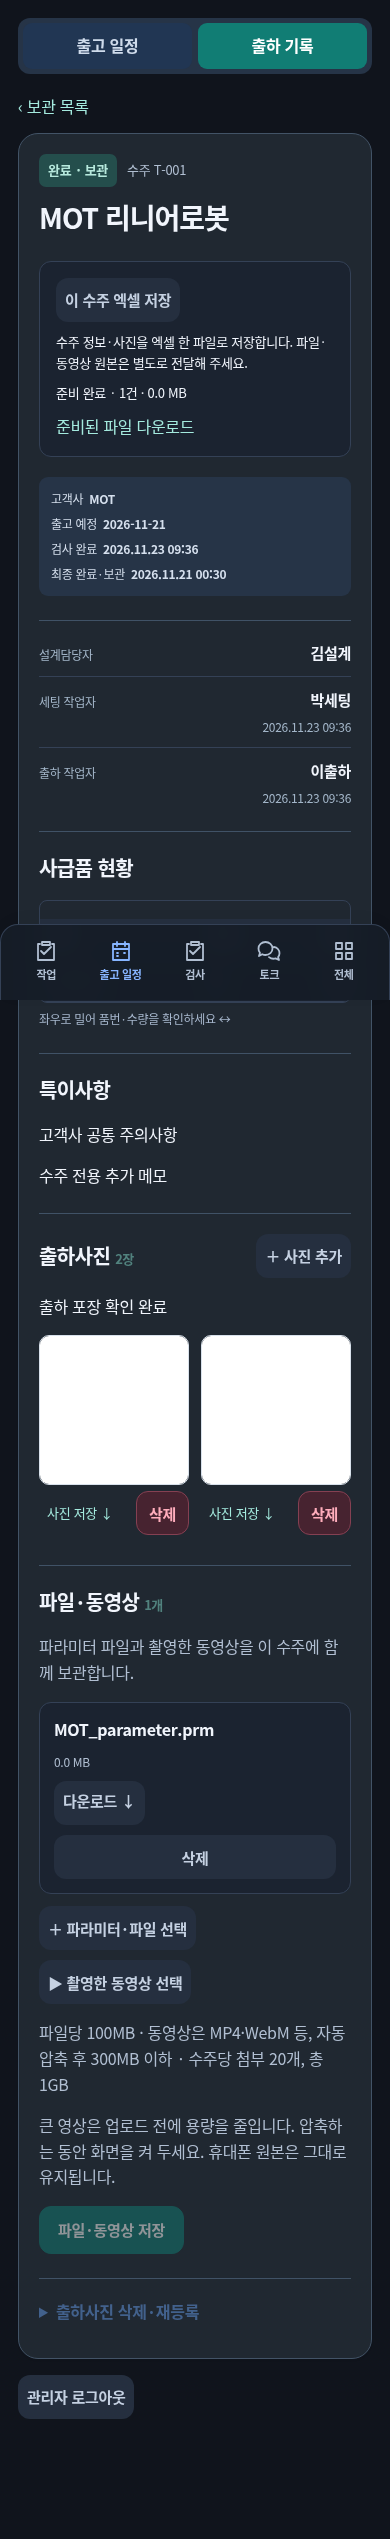 출고 일정
출하 기록
‹ 보관 목록
완료 · 보관
수주 T-001
MOT 리니어로봇
이 수주 엑셀 저장
수주 정보·사진을 엑셀 한 파일로 저장합니다. 파일·
동영상 원본은 별도로 전달해 주세요.
준비 완료 · 1건 · 0.0 MB
준비된 파일 다운로드
고객사 MOT
출고 예정 2026-11-21
검사 완료 2026.11.23 09:36
최종 완료·보관 2026.11.21 00:30
설계담당자
김설계
세팅 작업자
박세팅
2026.11.23 09:36
출하 작업자
이출하
2026.11.23 09:36
사급품 현황
작업
출고 일정
검사
토크
전체
좌우로 밀어 품번·수량을 확인하세요 ↔
특이사항
고객사 공통 주의사항
수주 전용 추가 메모
출하사진 2장
＋ 사진 추가
출하 포장 확인 완료
사진 저장 ↓
삭제
사진 저장 ↓
삭제
파일·동영상 1개
파라미터 파일과 촬영한 동영상을 이 수주에 함
께 보관합니다.
MOT_parameter.prm
0.0 MB
다운로드 ↓
삭제
＋ 파라미터·파일 선택
▶ 촬영한 동영상 선택
파일당 100MB · 동영상은 MP4·WebM 등, 자동
압축 후 300MB 이하 · 수주당 첨부 20개, 총
1GB
큰 영상은 업로드 전에 용량을 줄입니다. 압축하
는 동안 화면을 켜 두세요. 휴대폰 원본은 그대로
유지됩니다.
파일·동영상 저장
▶ 출하사진 삭제·재등록
관리자 로그아웃